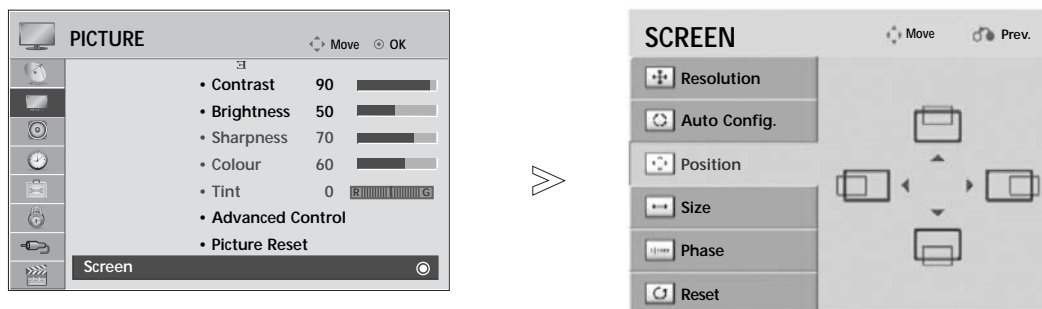 PICTURE
Move OK
E
• Contrast 90
• Brightness 50
• Sharpness 70
• Colour 60
• Tint 0 R G
• Advanced Control
• Picture Reset
Screen
SCREEN
Move Prev.
Resolution
Auto Config.
Position
Size
Phase
Reset